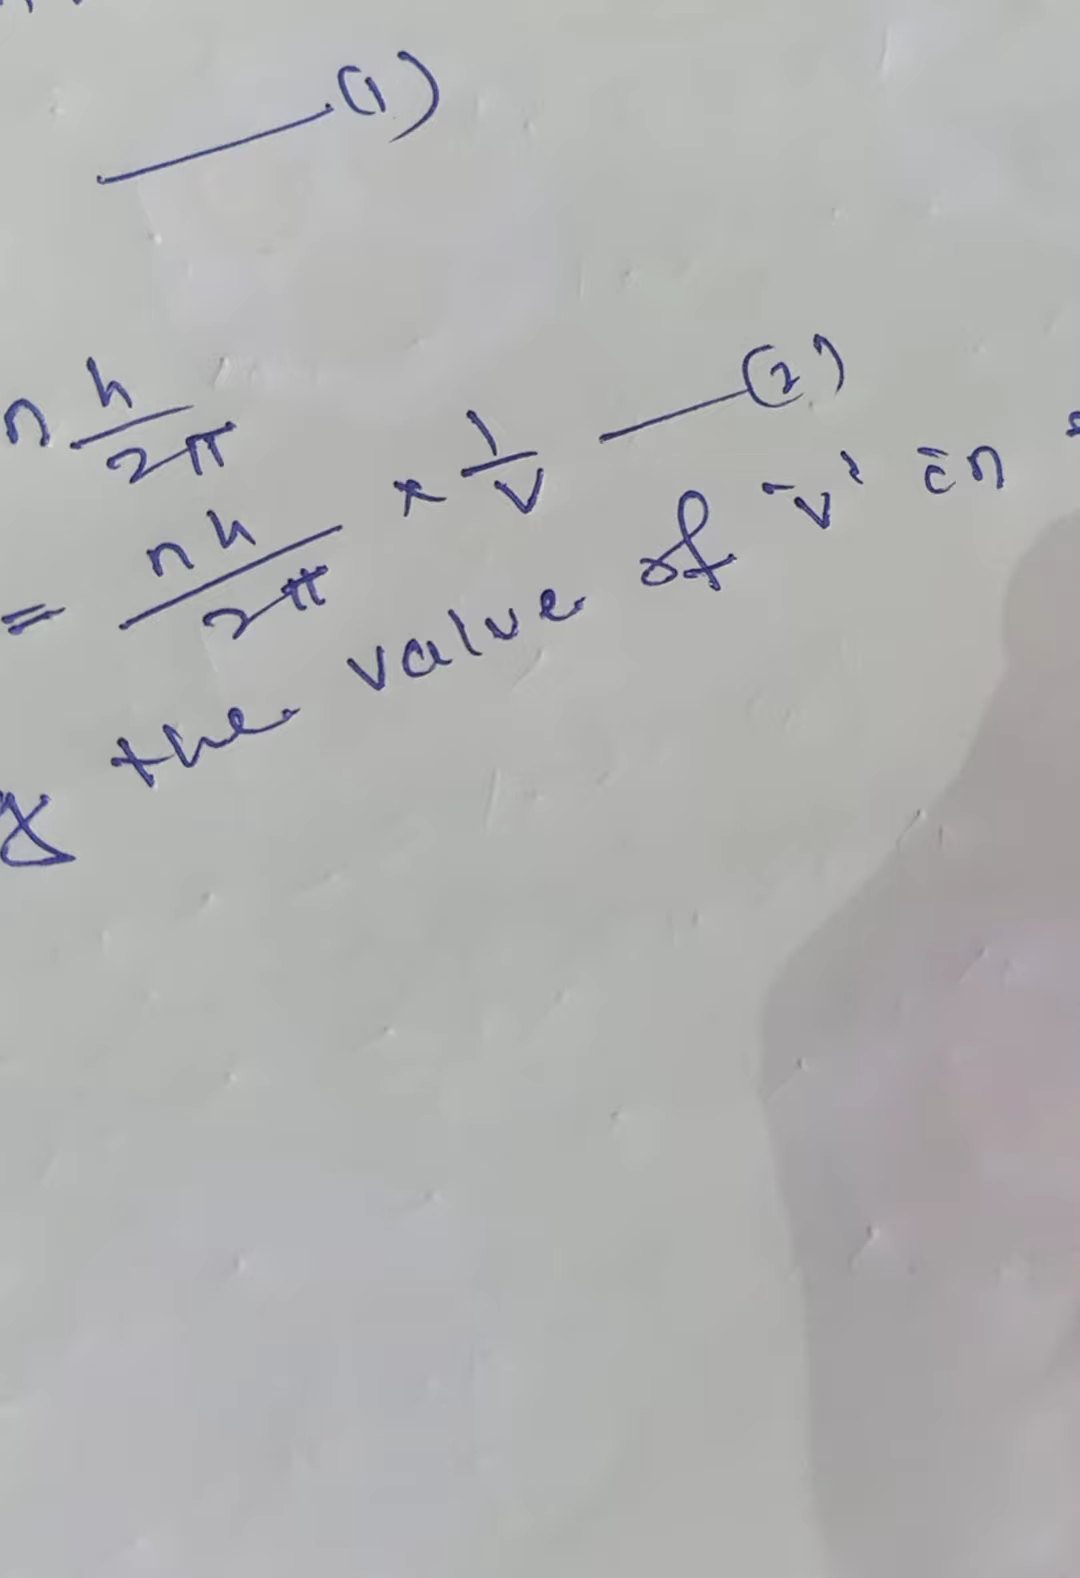 (1)
n h/2π
= nh/2π × 1/v (2)
the value of 'v' in